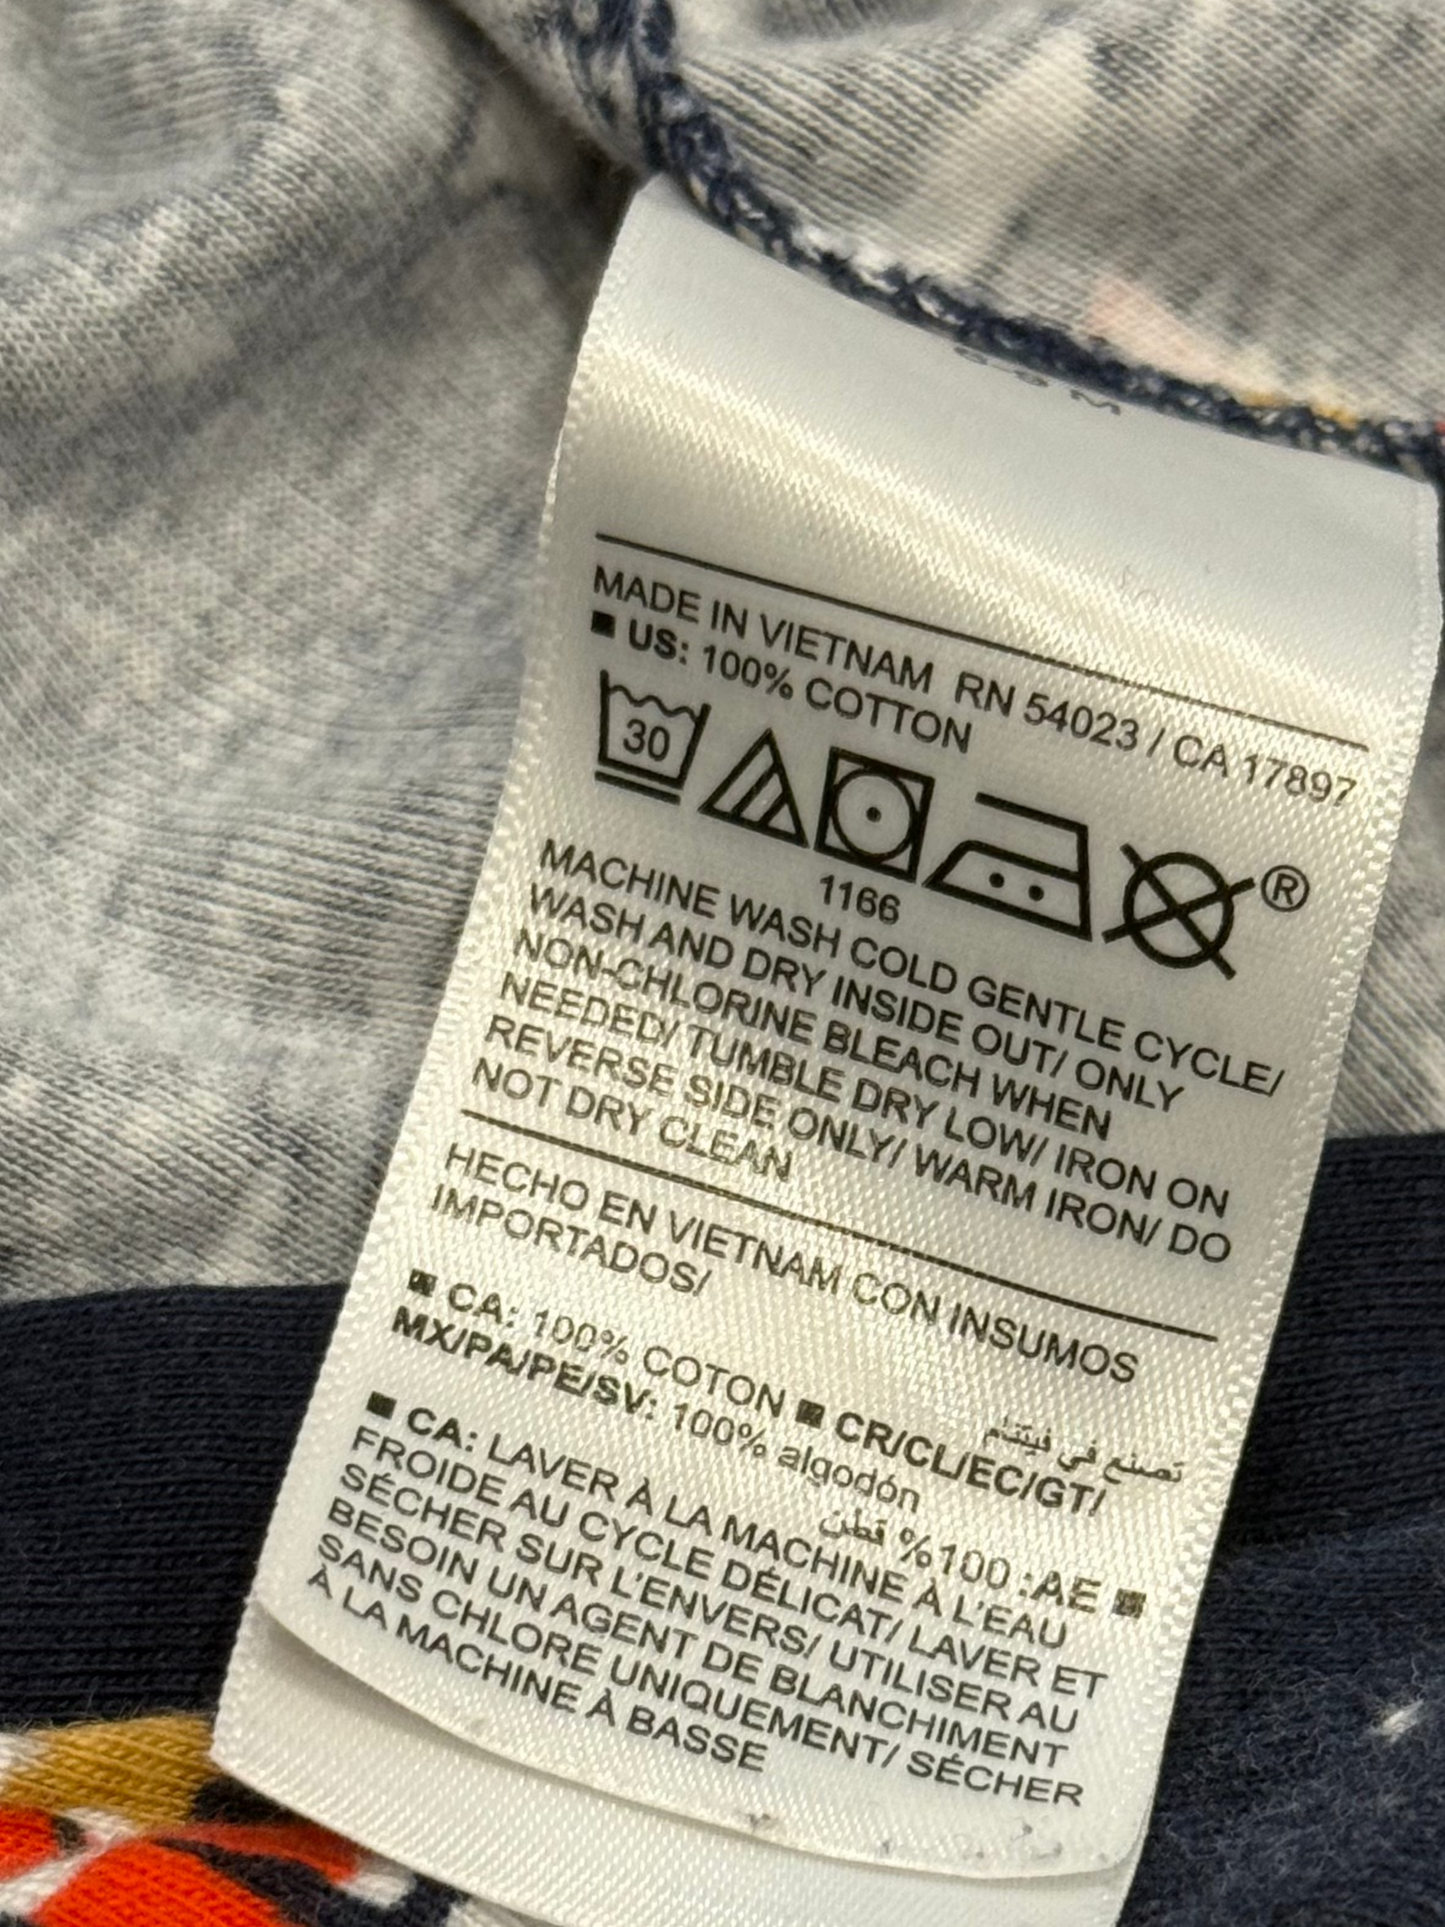 MADE IN VIETNAM RN 54023 / CA 17897
■ US: 100% COTTON
30
®
1166
MACHINE WASH COLD GENTLE CYCLE/
WASH AND DRY INSIDE OUT/ ONLY
NON-CHLORINE BLEACH WHEN
NEEDED/ TUMBLE DRY LOW/ IRON ON
REVERSE SIDE ONLY/ WARM IRON/ DO
NOT DRY CLEAN
HECHO EN VIETNAM CON INSUMOS
IMPORTADOS/
تصنع في فيتنام
■ CA: 100% COTON ■ CR/CL/EC/GT/
MX/PA/PE/SV: 100% algodón
■ AE: 100% قطن
■ CA: LAVER À LA MACHINE À L'EAU
FROIDE AU CYCLE DÉLICAT/ LAVER ET
SÉCHER SUR L'ENVERS/ UTILISER AU
BESOIN UN AGENT DE BLANCHIMENT
SANS CHLORE UNIQUEMENT/ SÉCHER
À LA MACHINE À BASSE